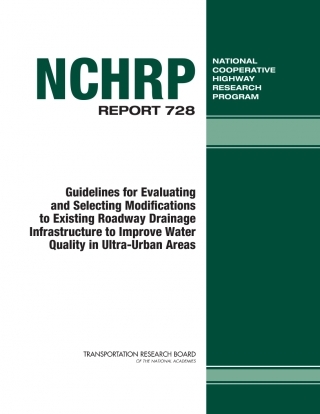 NCHRP
REPORT 728
NATIONAL
COOPERATIVE
HIGHWAY
RESEARCH
PROGRAM
Guidelines for Evaluating
and Selecting Modifications
to Existing Roadway Drainage
Infrastructure to Improve Water
Quality in Ultra-Urban Areas
TRANSPORTATION RESEARCH BOARD
OF THE NATIONAL ACADEMIES